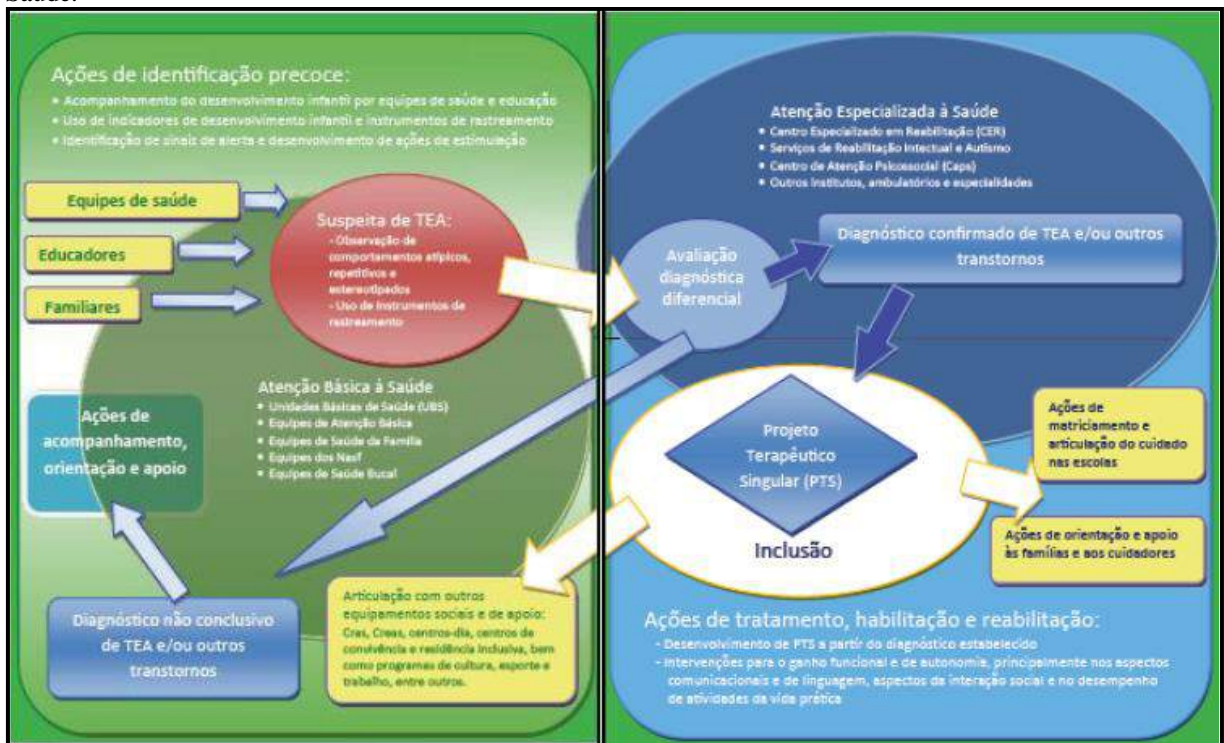 Ações de identificação precoce:
• Acompanhamento do desenvolvimento infantil por equipes de saúde e educação
• Uso de indicadores de desenvolvimento infantil e instrumentos de rastreamento
• Identificação de sinais de alerta e desenvolvimento de ações de estimulação
Equipes de saúde
Educadores
Familiares
Suspeita de TEA:
- Observação de
comportamentos atípicos,
repetitivos e
estereotipados
- Uso de instrumentos de
rastreamento
Atenção Básica à Saúde
• Unidades Básicas de Saúde (UBS)
• Equipes de Atenção Básica
• Equipes de Saúde da Família
• Equipes dos Nasf
• Equipes de Saúde Bucal
Ações de
acompanhamento,
orientação e apoio
Diagnóstico não conclusivo
de TEA e/ou outros
transtornos
Articulação com outros
equipamentos sociais e de apoio:
Cras, Creas, centros-dia, centros de
convivência e residência inclusiva, bem
como programas de cultura, esporte e
trabalho, entre outros.
Atenção Especializada à Saúde
• Centro Especializado em Reabilitação (CER)
• Serviços de Reabilitação Intectual e Autismo
• Centro de Atenção Psicossocial (Caps)
• Outros institutos, ambulatórios e especialidades
Avaliação
diagnóstica
diferencial
Diagnóstico confirmado de TEA e/ou outros
transtornos
Projeto
Terapêutico
Singular (PTS)
Inclusão
Ações de
matriciamento e
articulação do cuidado
nas escolas
Ações de orientação e apoio
às famílias e aos cuidadores
Ações de tratamento, habilitação e reabilitação:
- Desenvolvimento de PTS a partir do diagnóstico estabelecido
- Intervenções para o ganho funcional e de autonomia, principalmente nos aspectos
comunicacionais e de linguagem, aspectos da interação social e no desempenho
de atividades da vida prática